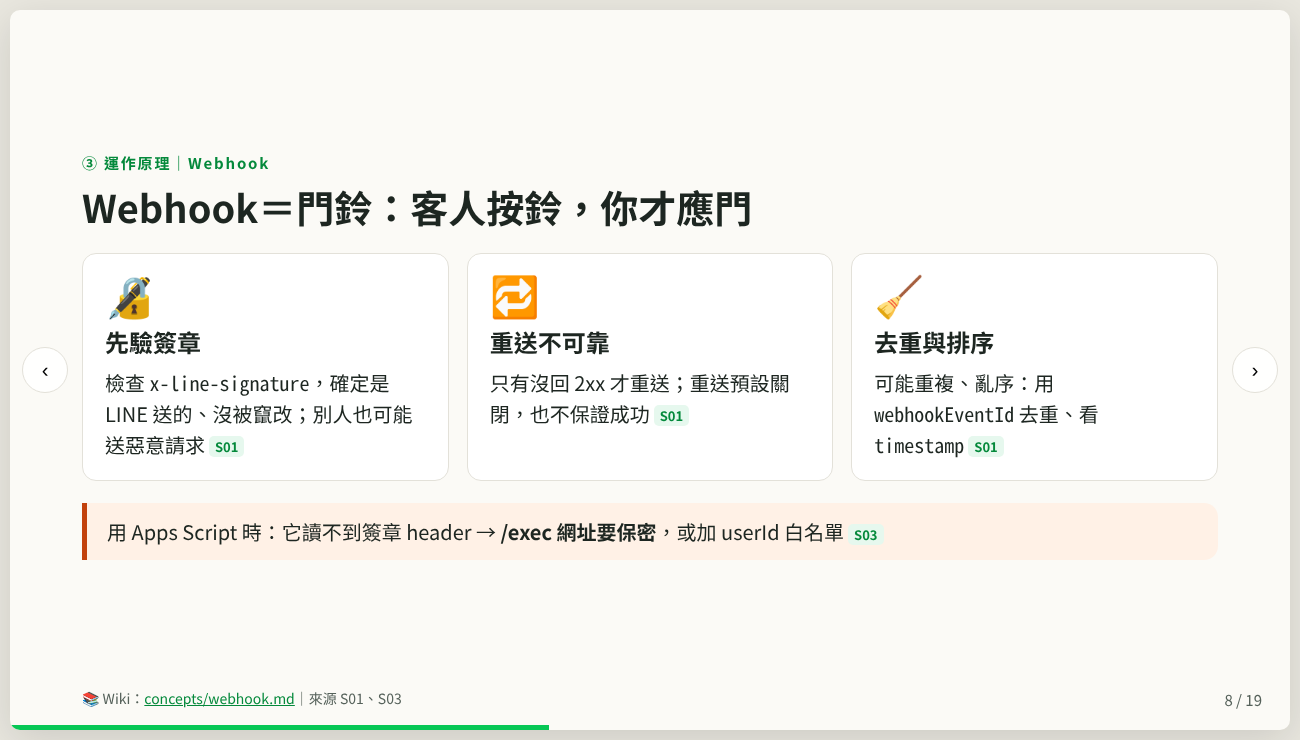 ③ 運作原理｜Webhook
Webhook＝門鈴：客人按鈴，你才應門
先驗簽章
檢查 x-line-signature，確定是
LINE 送的、沒被竄改；別人也可能
送惡意請求 S01
重送不可靠
只有沒回 2xx 才重送；重送預設關
閉，也不保證成功 S01
去重與排序
可能重複、亂序：用
webhookEventId 去重、看
timestamp S01
‹
›
用 Apps Script 時：它讀不到簽章 header → /exec 網址要保密，或加 userId 白名單 S03
📚 Wiki：concepts/webhook.md｜來源 S01、S03
8 / 19